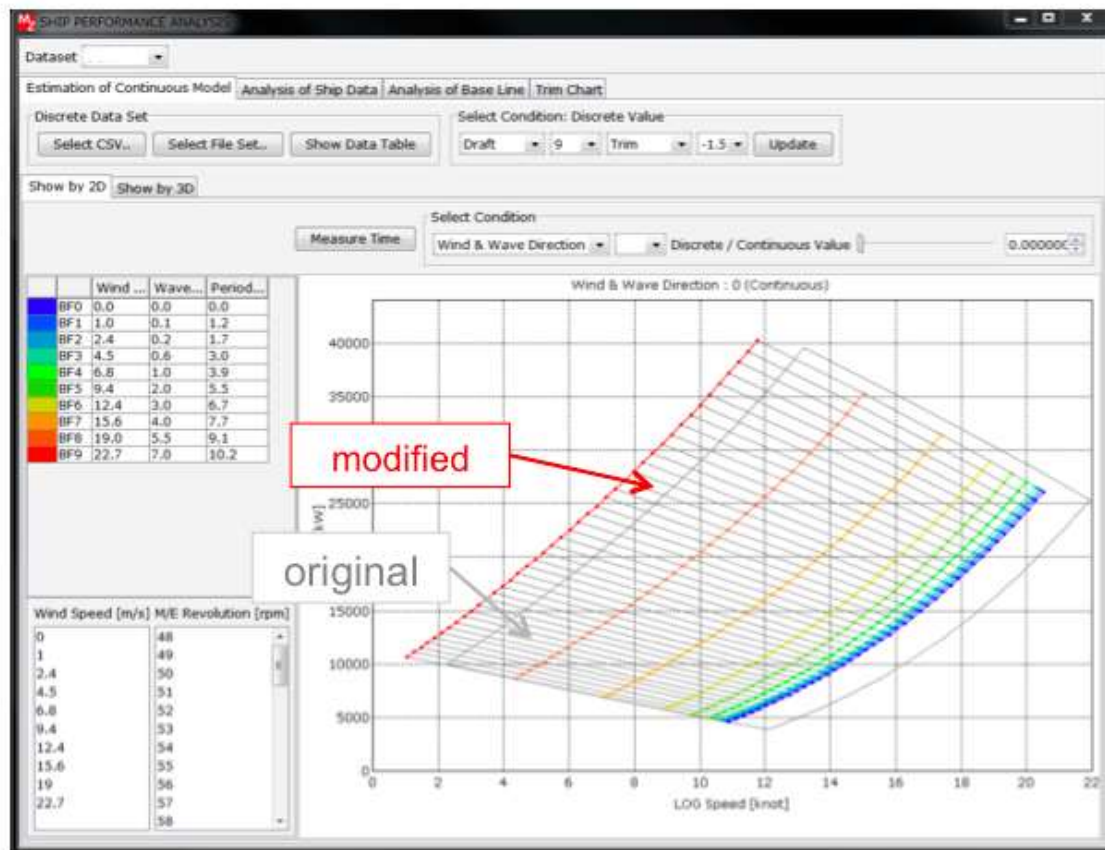 SHIP PERFORMANCE ANALYSIS
Dataset
Estimation of Continuous Model Analysis of Ship Data Analysis of Base Line Trim Chart
Discrete Data Set
Select CSV.. Select File Set.. Show Data Table
Select Condition: Discrete Value
Draft 9 Trim -1.5 Update
Show by 2D Show by 3D
Measure Time
Select Condition
Wind & Wave Direction Discrete / Continuous Value 0.000000
Wind ... Wave... Period...
BF0 0.0 0.0 0.0
BF1 1.0 0.1 1.2
BF2 2.4 0.2 1.7
BF3 4.5 0.6 3.0
BF4 6.8 1.0 3.9
BF5 9.4 2.0 5.5
BF6 12.4 3.0 6.7
BF7 15.6 4.0 7.7
BF8 19.0 5.5 9.1
BF9 22.7 7.0 10.2
Wind Speed [m/s]
0
1
2.4
4.5
6.8
9.4
12.4
15.6
19
22.7
M/E Revolution [rpm]
48
49
50
51
52
53
54
55
56
57
58
Wind & Wave Direction : 0 (Continuous)
40000
35000
modified
25000
kW]
original
15000
10000
5000
0
0 2 4 6 8 10 12 14 16 18 20 22
LOG Speed [knot]